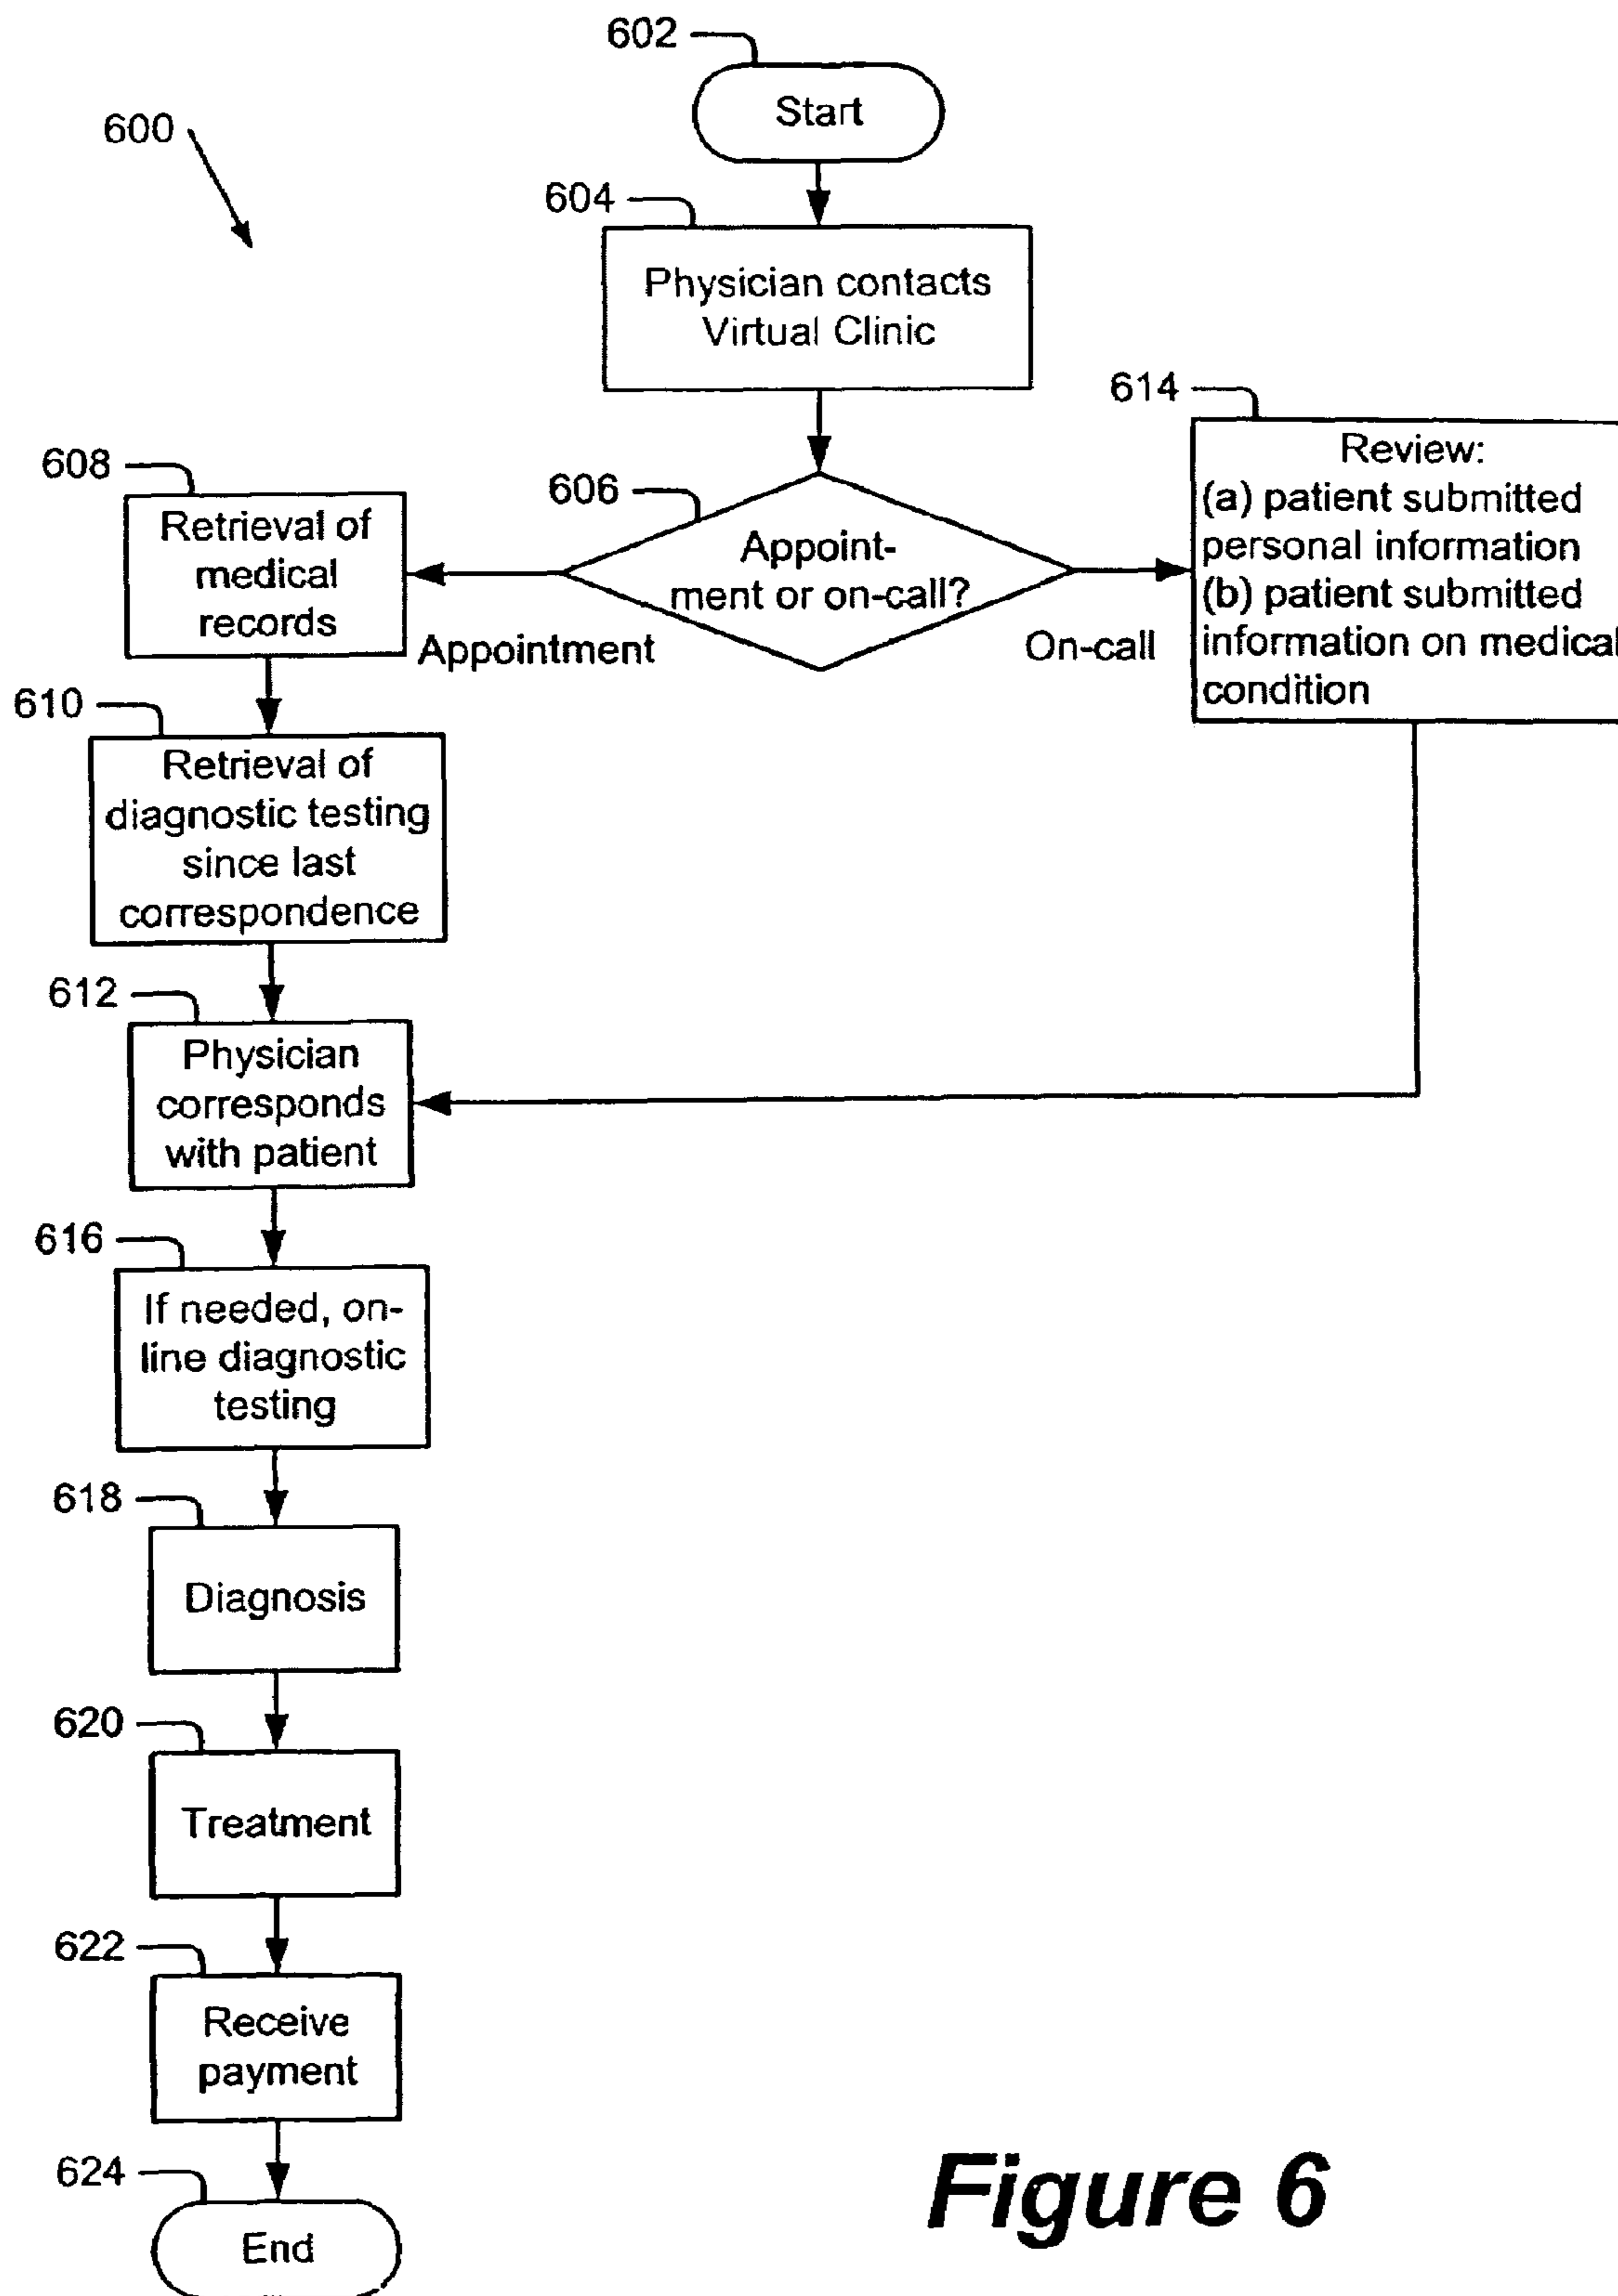 602
Start
600
604
Physician contacts
Virtual Clinic
606
Appoint-
ment or on-call?
Appointment
On-call
608
Retrieval of
medical
records
614
Review:
(a) patient submitted
personal information
(b) patient submitted
information on medical
condition
610
Retrieval of
diagnostic testing
since last
correspondence
612
Physician
corresponds
with patient
616
If needed, on-
line diagnostic
testing
618
Diagnosis
620
Treatment
622
Receive
payment
624
End
Figure 6